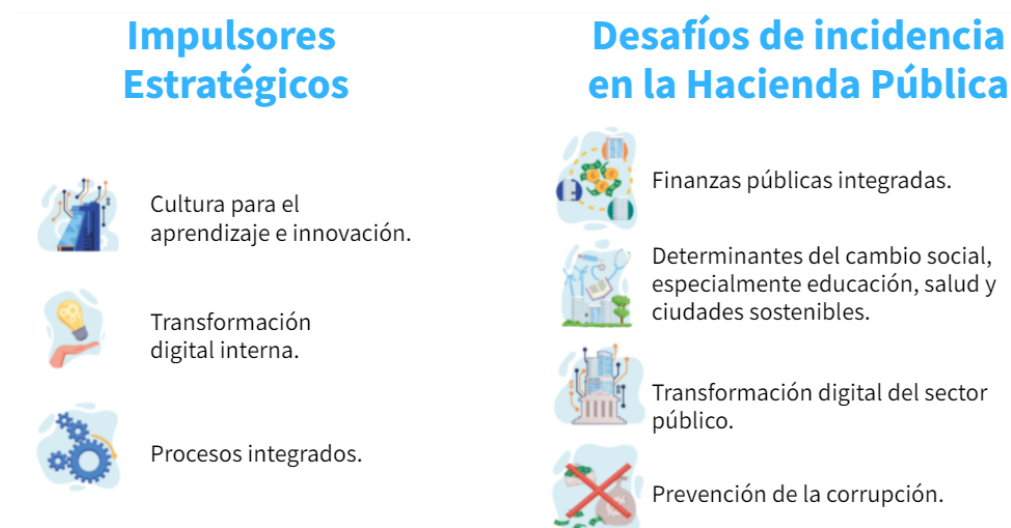 Impulsores
Estratégicos
Cultura para el
aprendizaje e innovación.
Transformación
digital interna.
Procesos integrados.
Desafíos de incidencia
en la Hacienda Pública
Finanzas públicas integradas.
Determinantes del cambio social,
especialmente educación, salud y
ciudades sostenibles.
Transformación digital del sector
público.
Prevención de la corrupción.